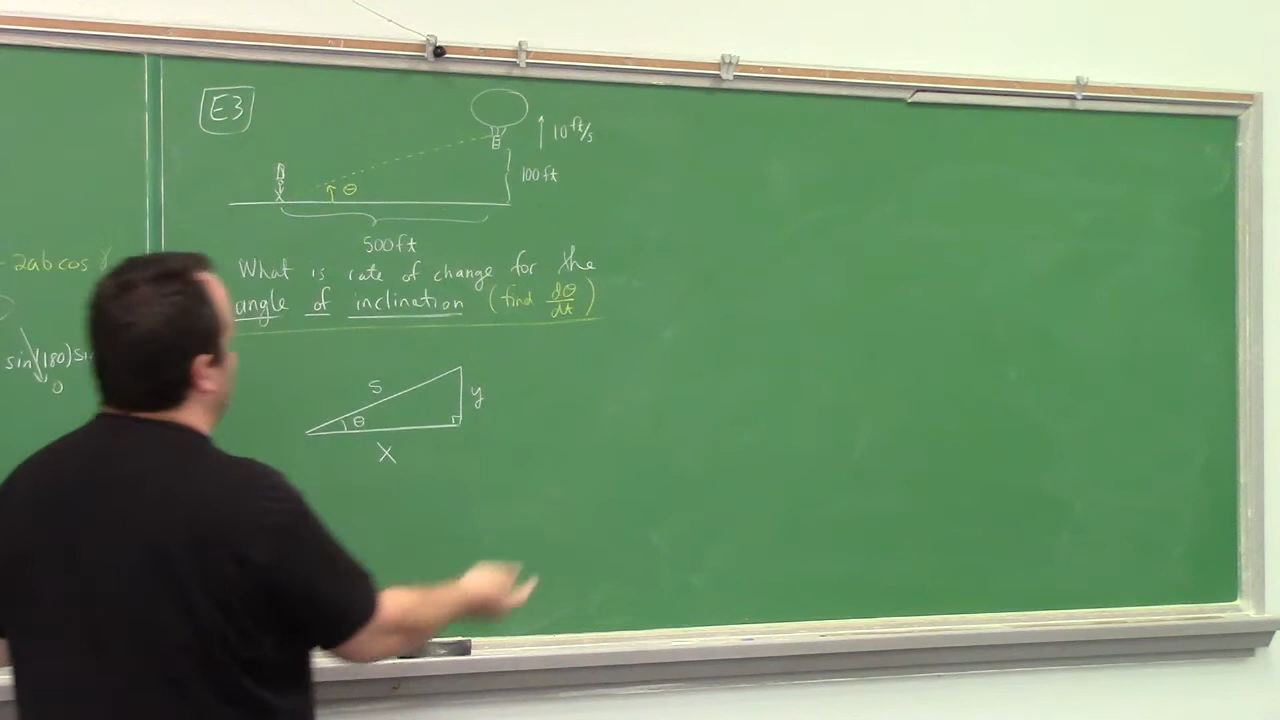 E3
10 ft/s
100 ft
θ
500 ft
What is rate of change for the
angle of inclination (find dθ/dt)
- 2ab cos γ
sin(180) si
0
s
y
θ
x